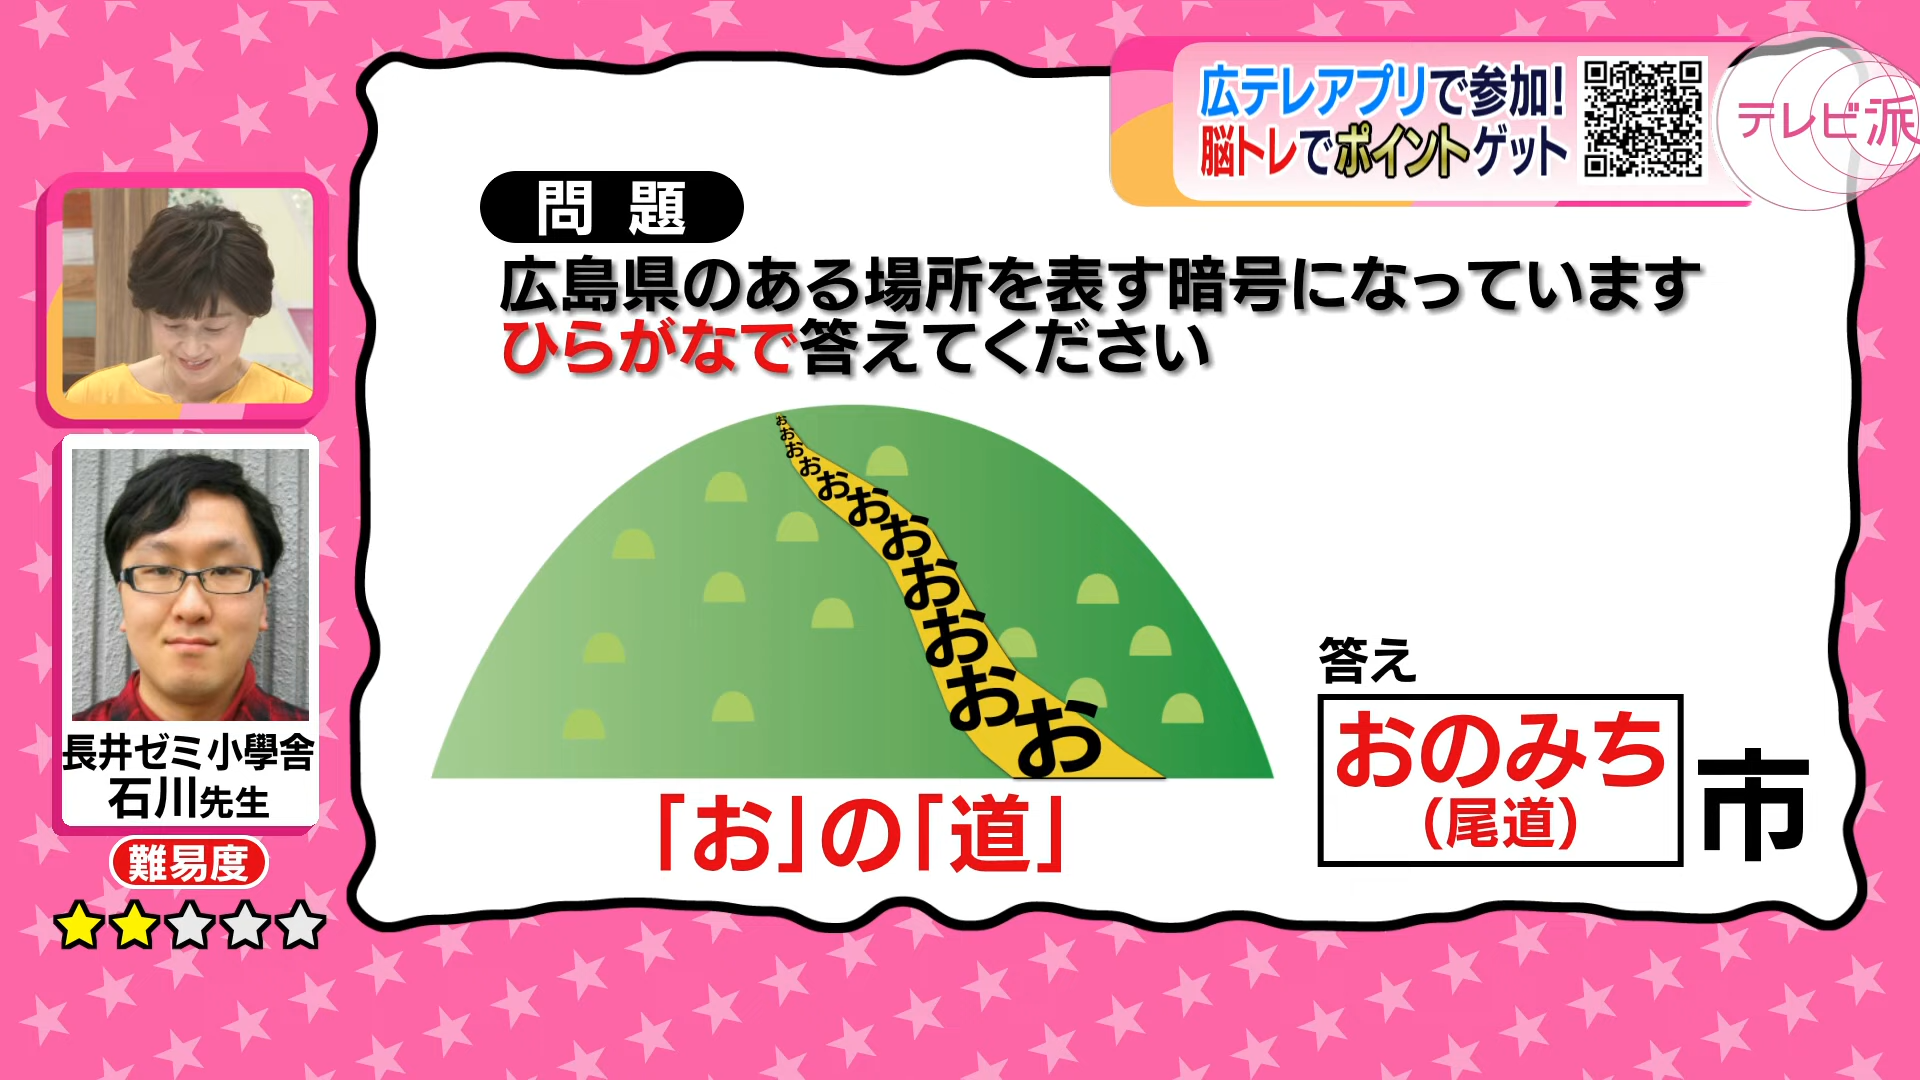 広テレアプリで参加!
脳トレでポイントゲット
テレビ派
問題
広島県のある場所を表す暗号になっています
ひらがなで答えてください
お
お
お
お
お
お
お
お
お
お
お
「お」の「道」
答え
おのみち
(尾道)
市
長井ゼミ小學舎
石川先生
難易度